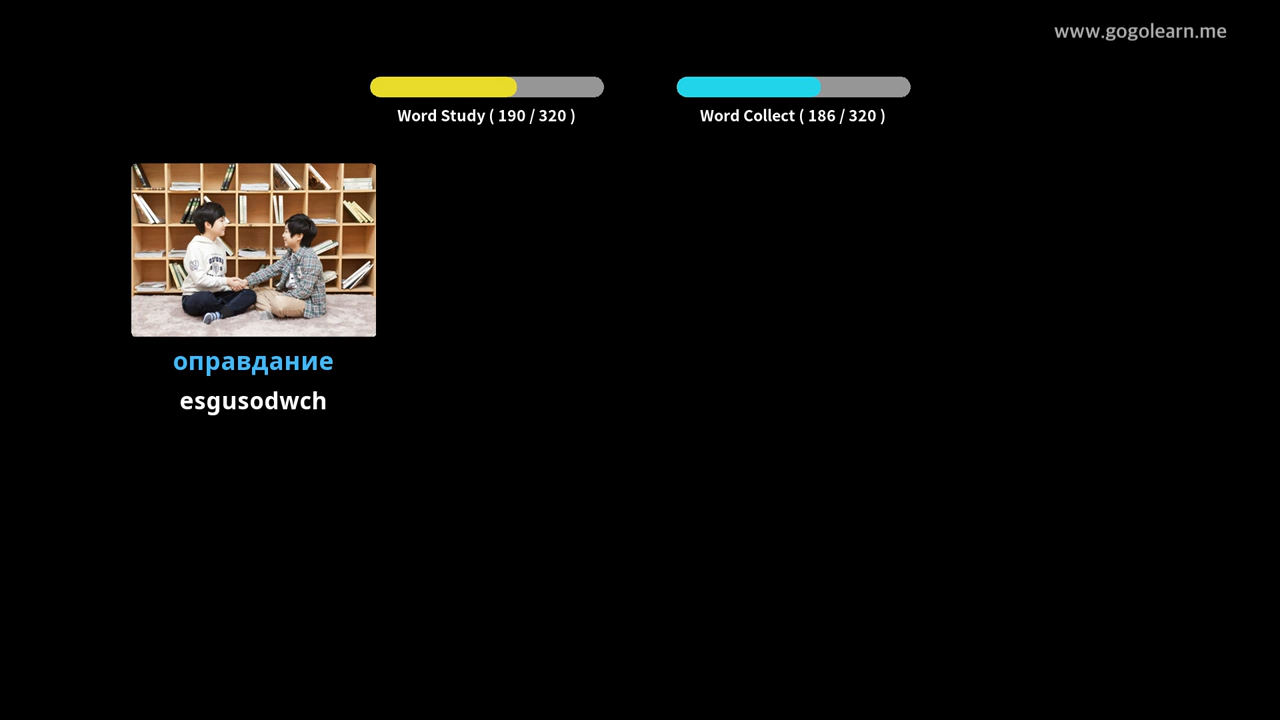 www.gogolearn.me
Word Study ( 190 / 320 )
Word Collect ( 186 / 320 )
оправдание
esgusodwch